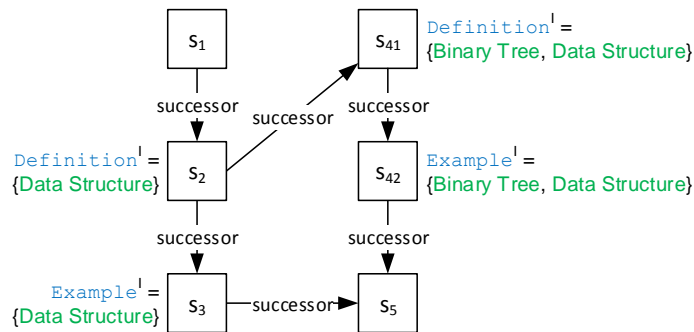 s1
s41
Definition^I =
{Binary Tree, Data Structure}
successor
successor
successor
Definition^I =
{Data Structure}
s2
s42
Example^I =
{Binary Tree, Data Structure}
successor
successor
Example^I =
{Data Structure}
s3
successor
s5